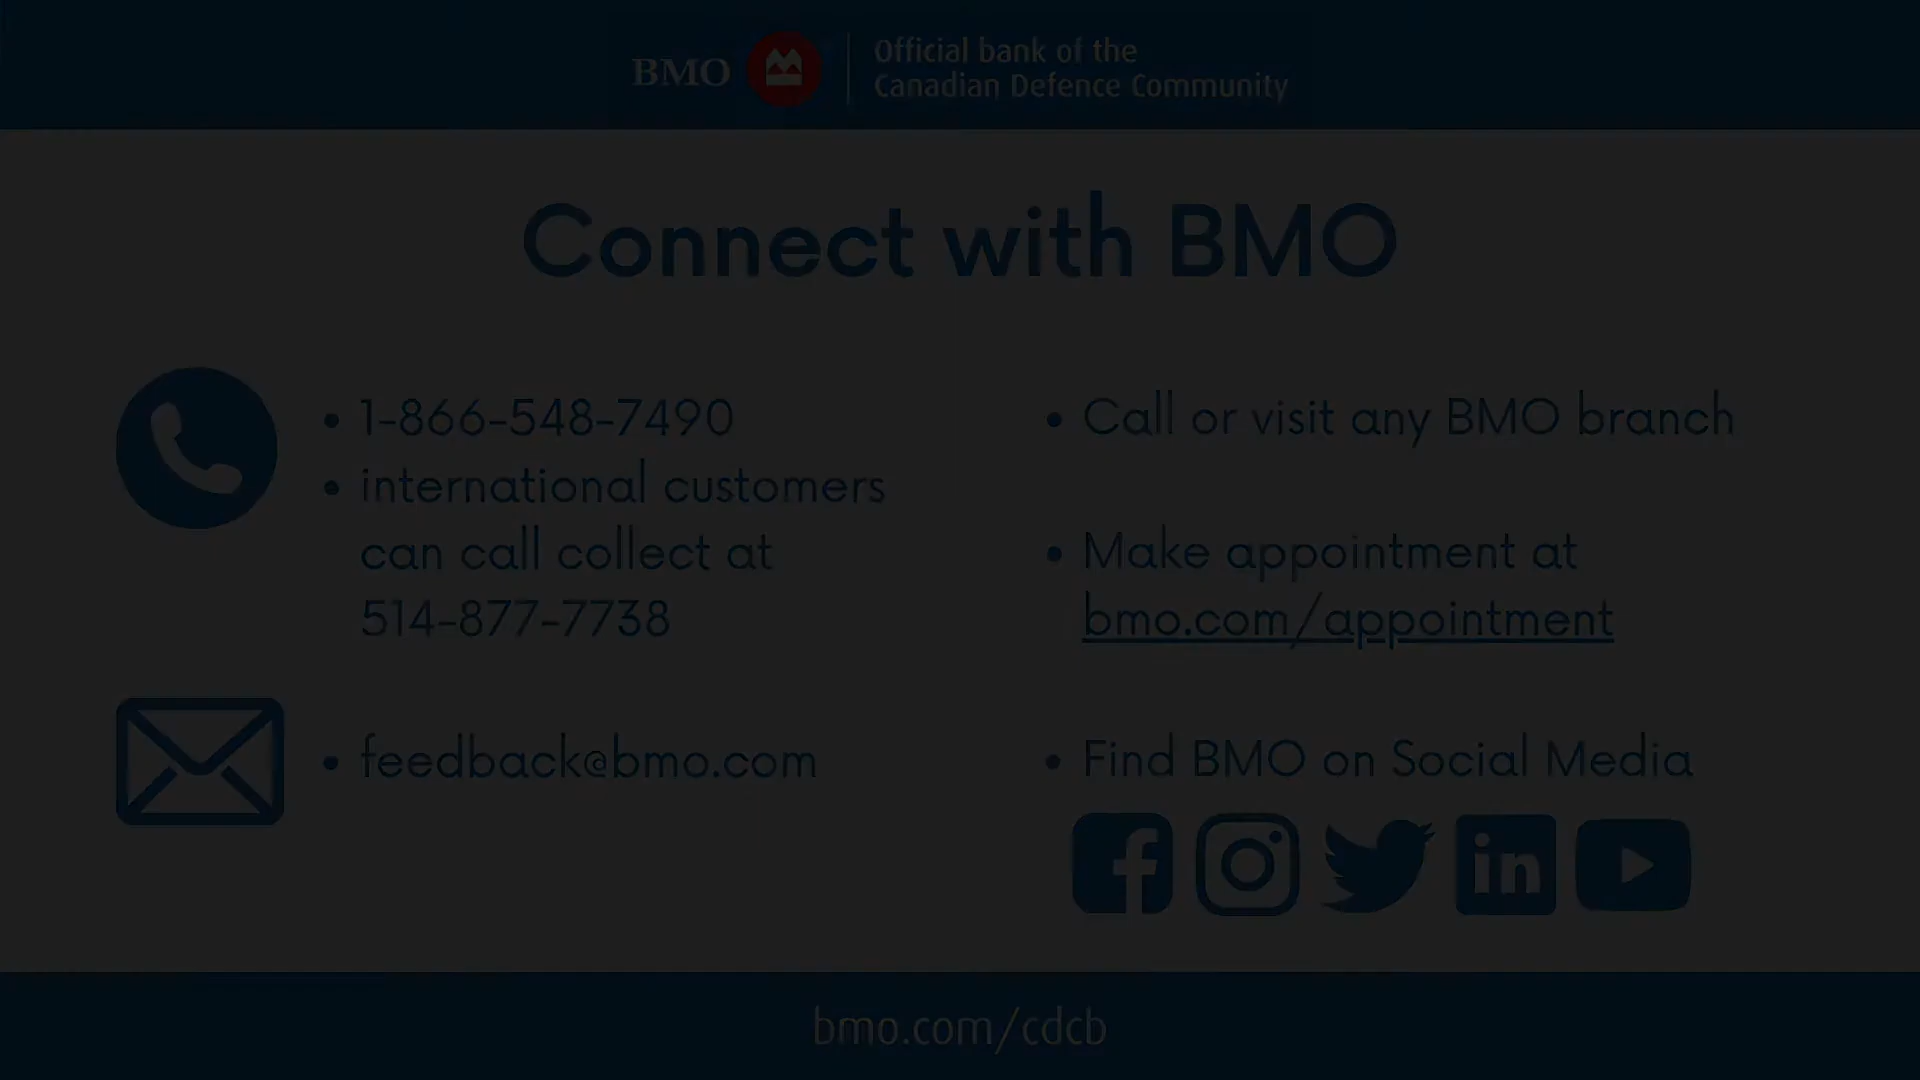 BMO
Official bank of the
Canadian Defence Community
Connect with BMO
• 1-866-548-7490
• international customers
can call collect at
514-877-7738
• feedback@bmo.com
• Call or visit any BMO branch
• Make appointment at
bmo.com/appointment
• Find BMO on Social Media
f
in
bmo.com/cdcb